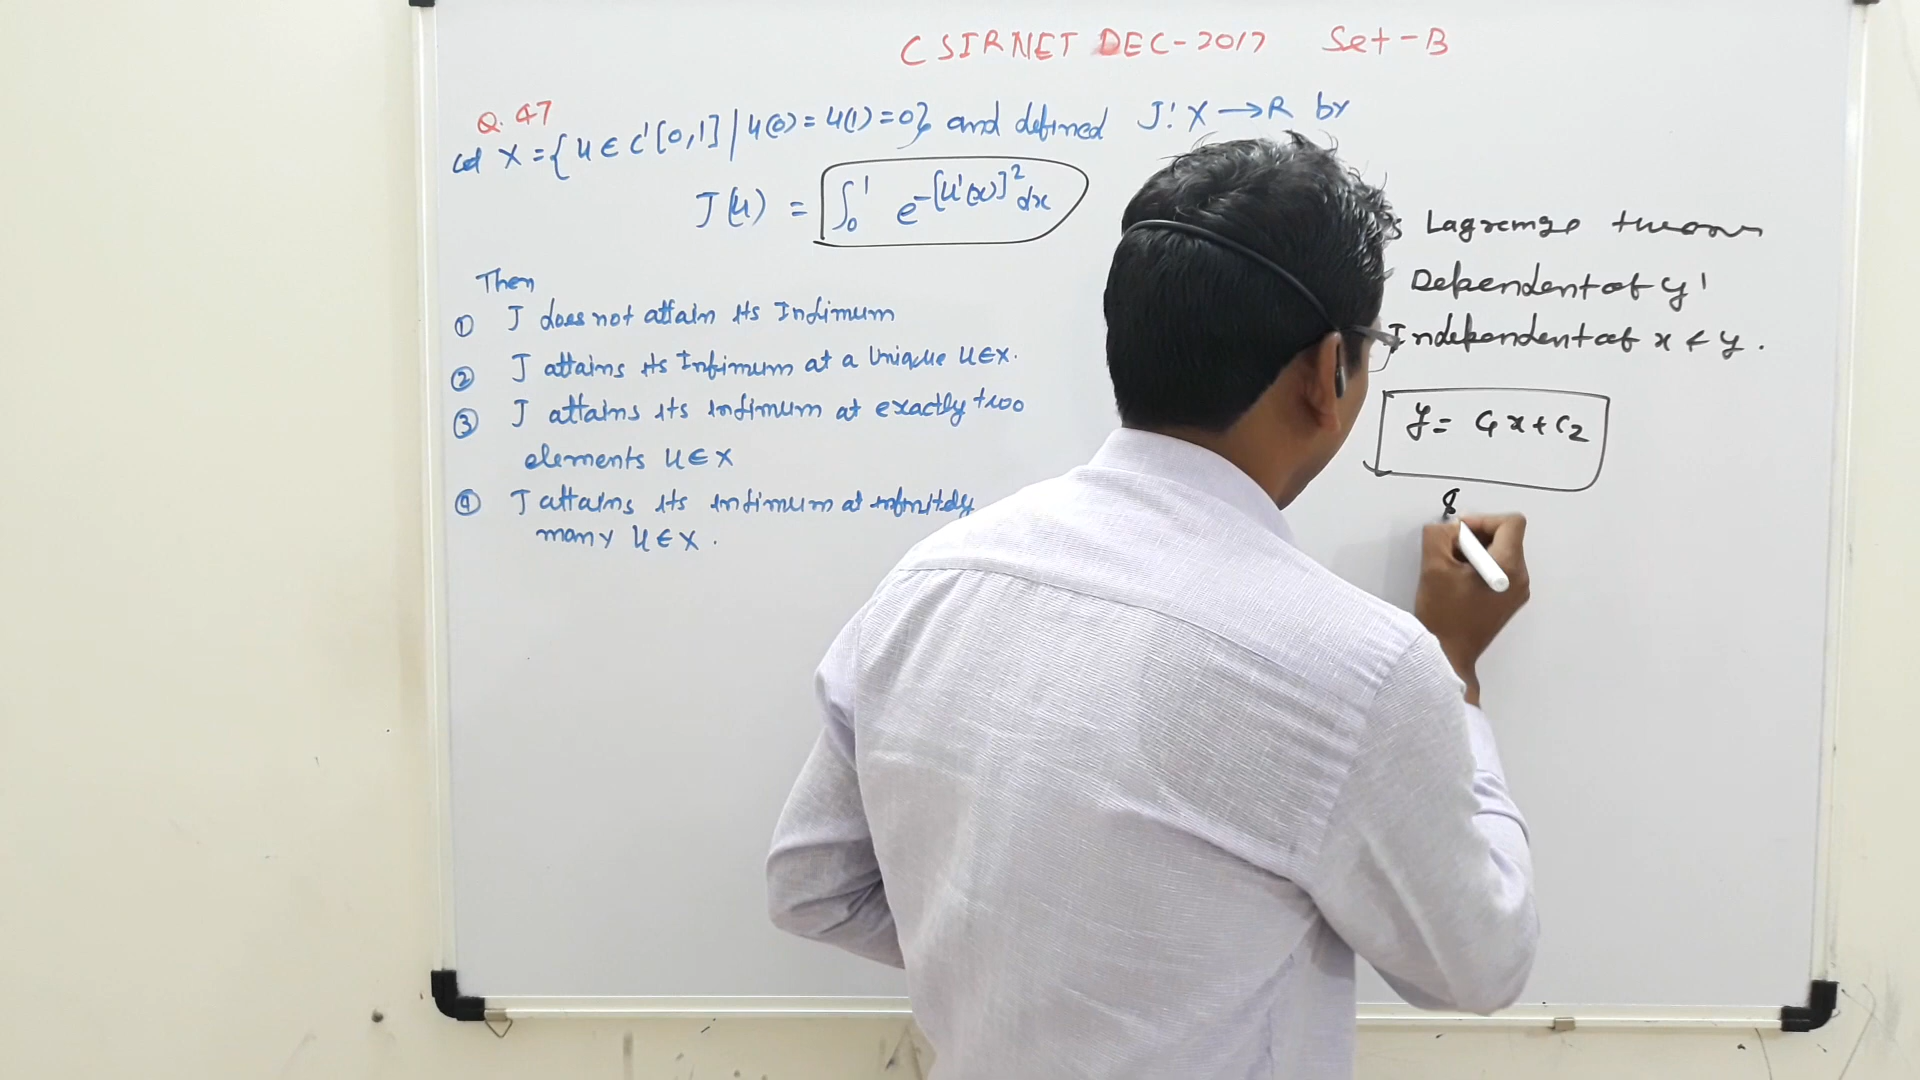 CSIRNET DEC-2017 Set-B
Q. 47
Let X = { u ∈ C'[0,1] | u(0) = u(1) = 0} and defined J: X → R by
J(u) = ∫₀¹ e^-[u'(x)]² dx
Then
① J does not attain its Infimum
② J attains its Infimum at a Unique u∈X.
③ J attains its infimum at exactly two
elements u∈X
④ J attains its infimum at infinitely
many u∈X.
Lagrange
Dependent of y'
Independent of x & y.
y = c₁x + c₂